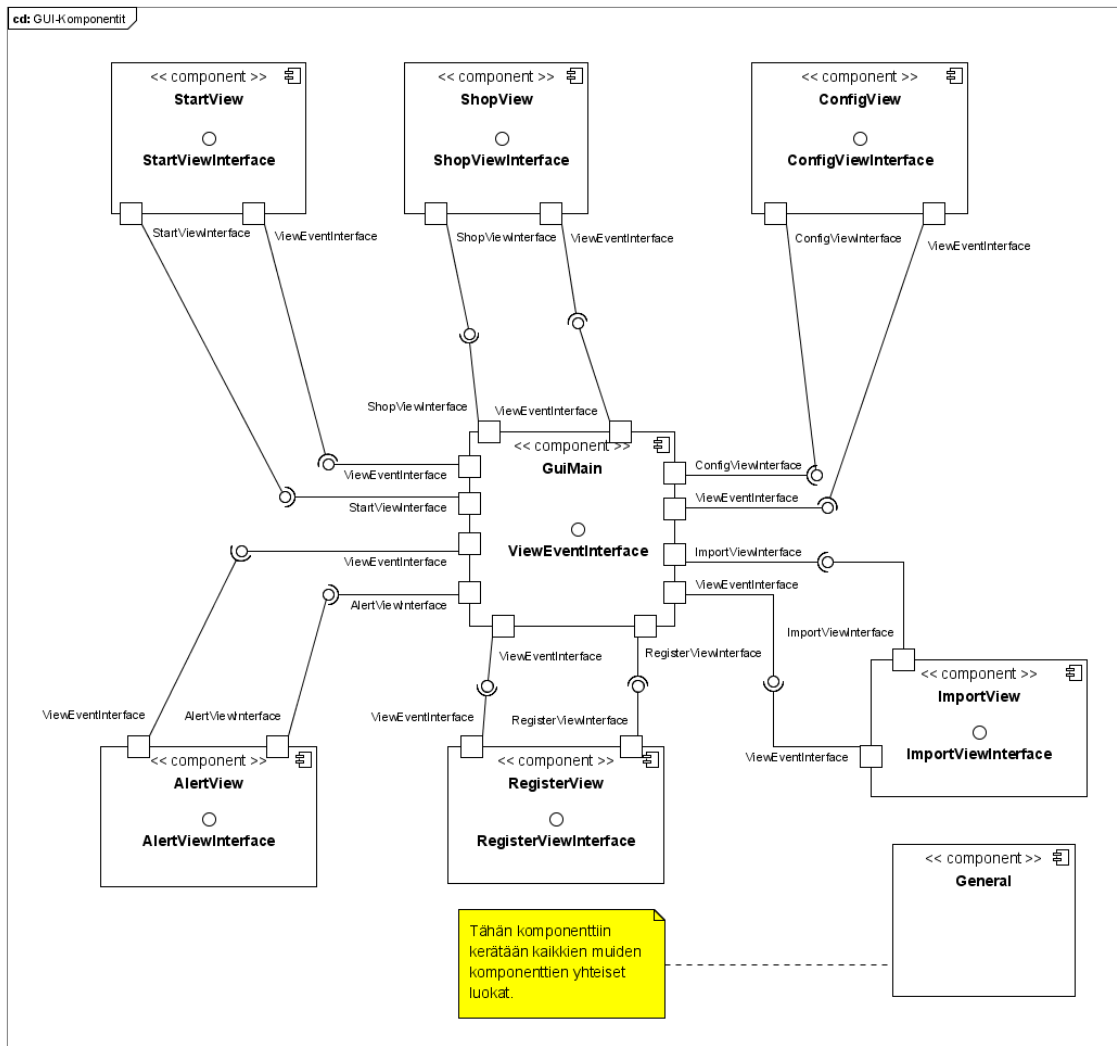 cd: GUI-Komponentit
<< component >>
StartView
StartViewInterface
<< component >>
ShopView
ShopViewInterface
<< component >>
ConfigView
ConfigViewInterface
StartViewInterface
ViewEventInterface
ShopViewInterface
ViewEventInterface
ConfigViewInterface
ViewEventInterface
ShopViewInterface
ViewEventInterface
<< component >>
GuiMain
ViewEventInterface
ViewEventInterface
StartViewInterface
ViewEventInterface
AlertViewInterface
ConfigViewInterface
ViewEventInterface
ImportViewInterface
ViewEventInterface
ViewEventInterface
RegisterViewInterface
ImportViewInterface
ViewEventInterface
<< component >>
ImportView
ImportViewInterface
ViewEventInterface
AlertViewInterface
<< component >>
AlertView
AlertViewInterface
ViewEventInterface
RegisterViewInterface
<< component >>
RegisterView
RegisterViewInterface
<< component >>
General
Tähän komponenttiin
kerätään kaikkien muiden
komponenttien yhteiset
luokat.